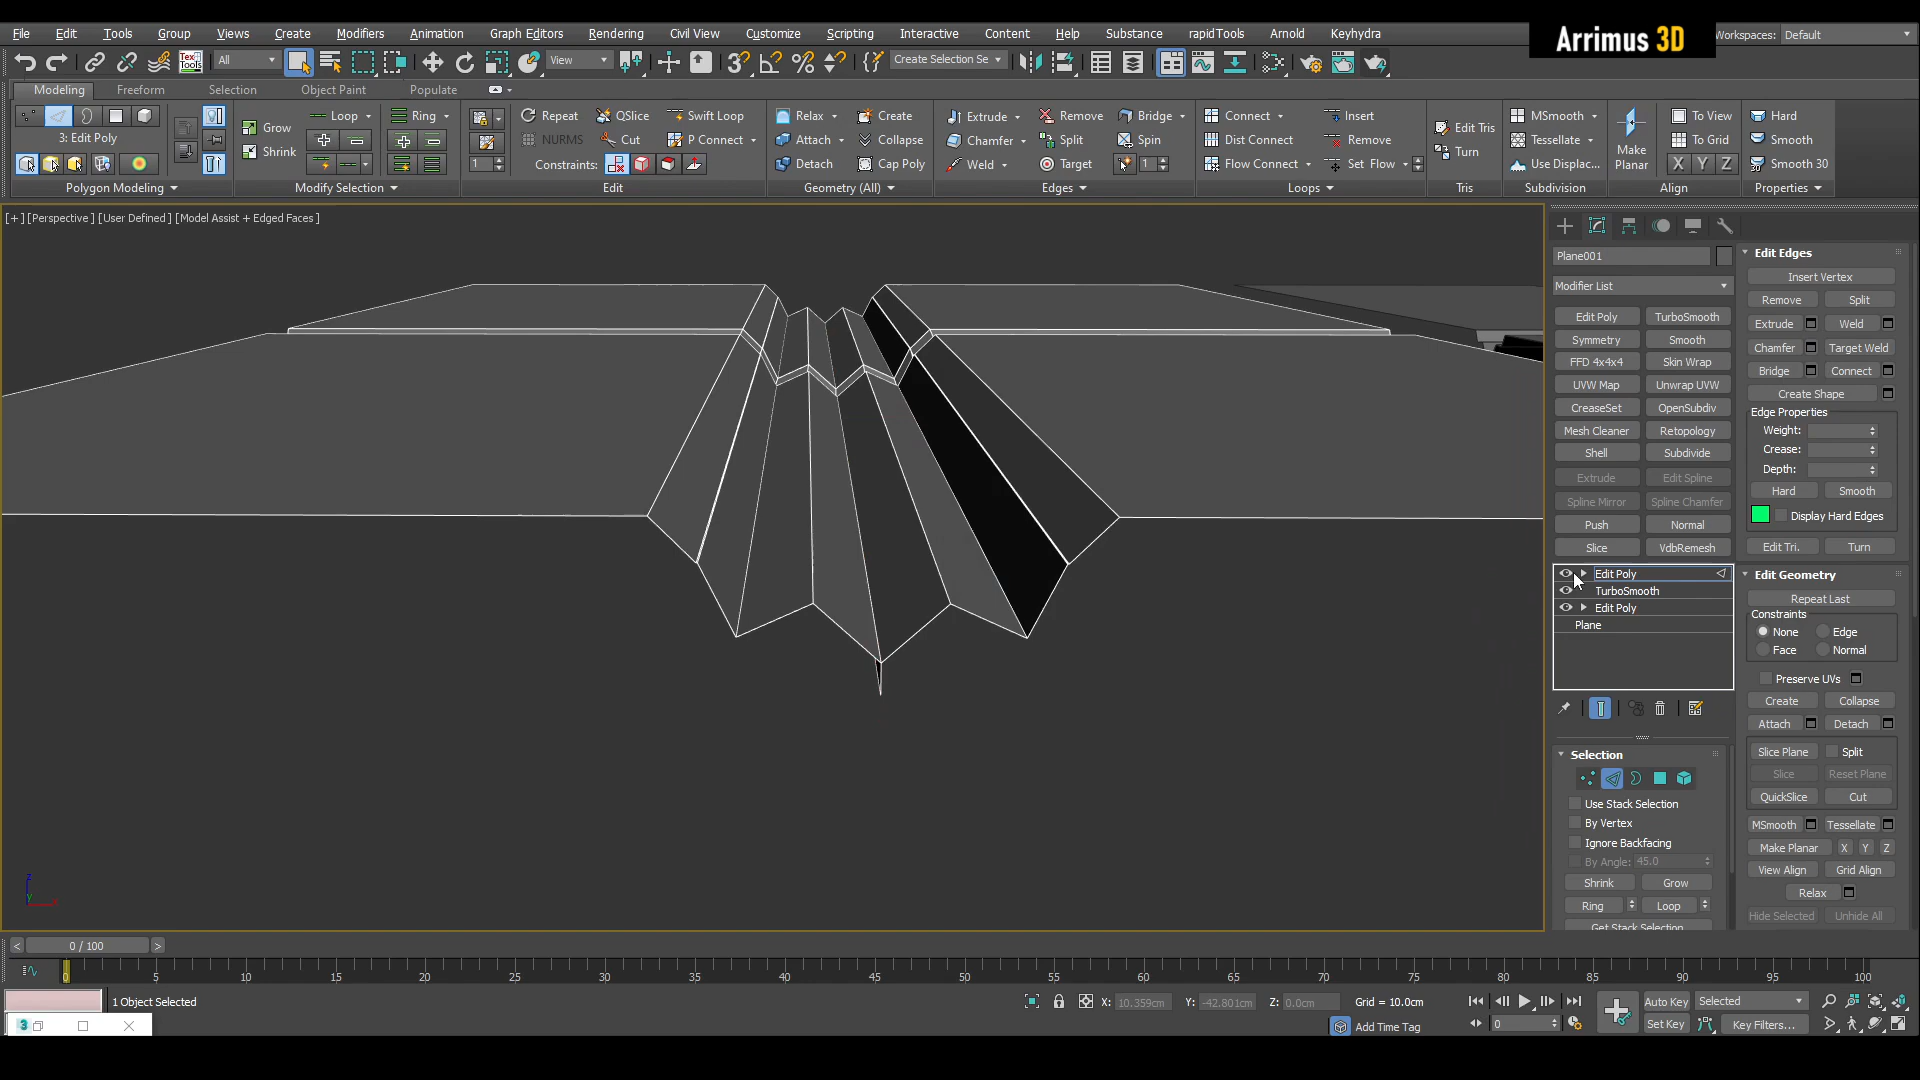 File Edit Tools Group Views Create Modifiers Animation Graph Editors Rendering Civil View Customize Scripting Interactive Content Help Substance rapidTools Arnold Keyhydra
Arrimus 3D
Workspaces: Default
All View Create Selection Se
Modeling Freeform Selection Object Paint Populate
3: Edit Poly
Grow Loop Ring
Shrink
Repeat QSlice Swift Loop
NURMS Cut P Connect
1 Constraints:
Relax Create
Attach Collapse
Detach Cap Poly
Extrude Remove Bridge
Chamfer Split Spin
Weld Target 1
Connect Insert
Dist Connect Remove
Flow Connect Set Flow
Edit Tris
Turn
MSmooth
Tessellate
Use Displac...
Make Planar
To View
To Grid
X Y Z
Hard
Smooth
Smooth 30
Polygon Modeling Modify Selection Edit Geometry (All) Edges Loops Tris Subdivision Align Properties
[+] [Perspective] [User Defined] [Model Assist + Edged Faces]
Plane001
Modifier List
Edit Poly TurboSmooth
Symmetry Smooth
FFD 4x4x4 Skin Wrap
UVW Map Unwrap UVW
CreaseSet OpenSubdiv
Mesh Cleaner Retopology
Shell Subdivide
Extrude Edit Spline
Spline Mirror Spline Chamfer
Push Normal
Slice VdbRemesh
Edit Poly
TurboSmooth
Edit Poly
Plane
Selection
Use Stack Selection
By Vertex
Ignore Backfacing
By Angle: 45.0
Shrink Grow
Ring Loop
Get Stack Selection
Edit Edges
Insert Vertex
Remove Split
Extrude Weld
Chamfer Target Weld
Bridge Connect
Create Shape
Edge Properties
Weight:
Crease:
Depth:
Hard Smooth
Display Hard Edges
Edit Tri. Turn
Edit Geometry
Repeat Last
Constraints
None Edge
Face Normal
Preserve UVs
Create Collapse
Attach Detach
Slice Plane Split
Slice Reset Plane
QuickSlice Cut
MSmooth Tessellate
Make Planar X Y Z
View Align Grid Align
Relax
Hide Selected Unhide All
z
y
< 0 / 100 >
0 5 10 15 20 25 30 35 40 45 50 55 60 65 70 75 80 85 90 95 100
1 Object Selected
X: 10.359cm Y: -42.801cm Z: 0.0cm Grid = 10.0cm
Add Time Tag
0
Auto Key Selected
Set Key Key Filters...
3